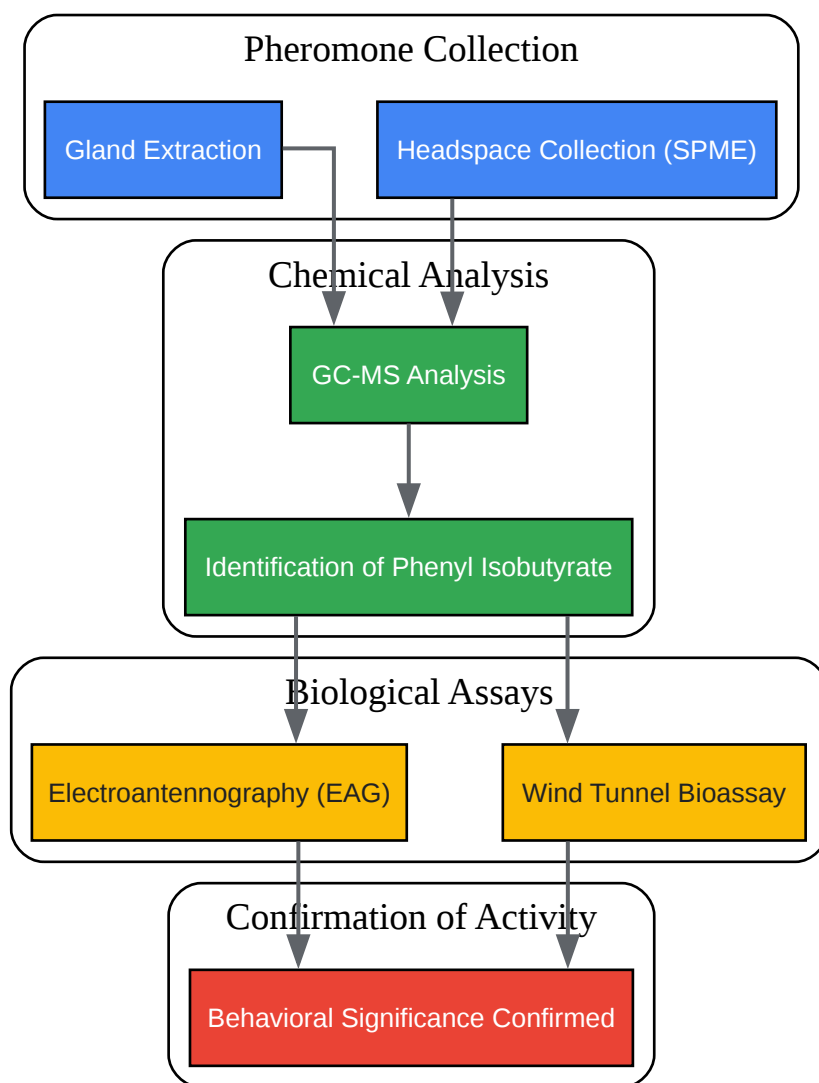 Pheromone Collection
Gland Extraction
Headspace Collection (SPME)
Chemical Analysis
GC-MS Analysis
Identification of Phenyl Isobutyrate
Biological Assays
Electroantennography (EAG)
Wind Tunnel Bioassay
Confirmation of Activity
Behavioral Significance Confirmed